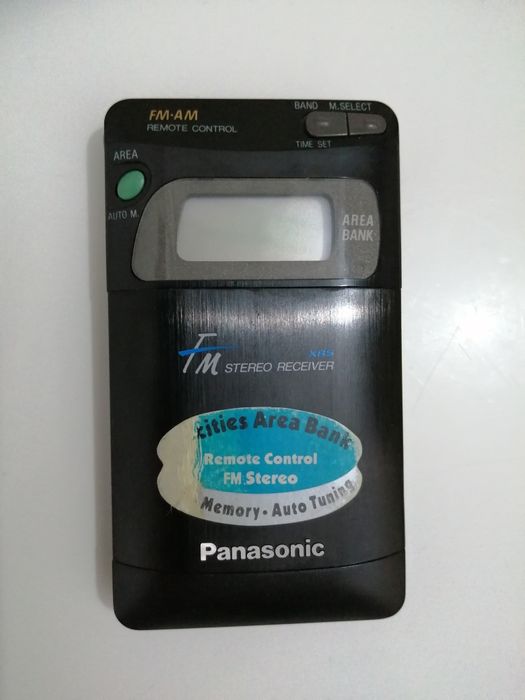 FM-AM
REMOTE CONTROL
BAND M.SELECT
TIME SET
AREA
AUTO M.
AREA
BANK
FM XBS
STEREO RECEIVER
cities Area Bank
Remote Control
FM Stereo
Memory - Auto Tuning
Panasonic